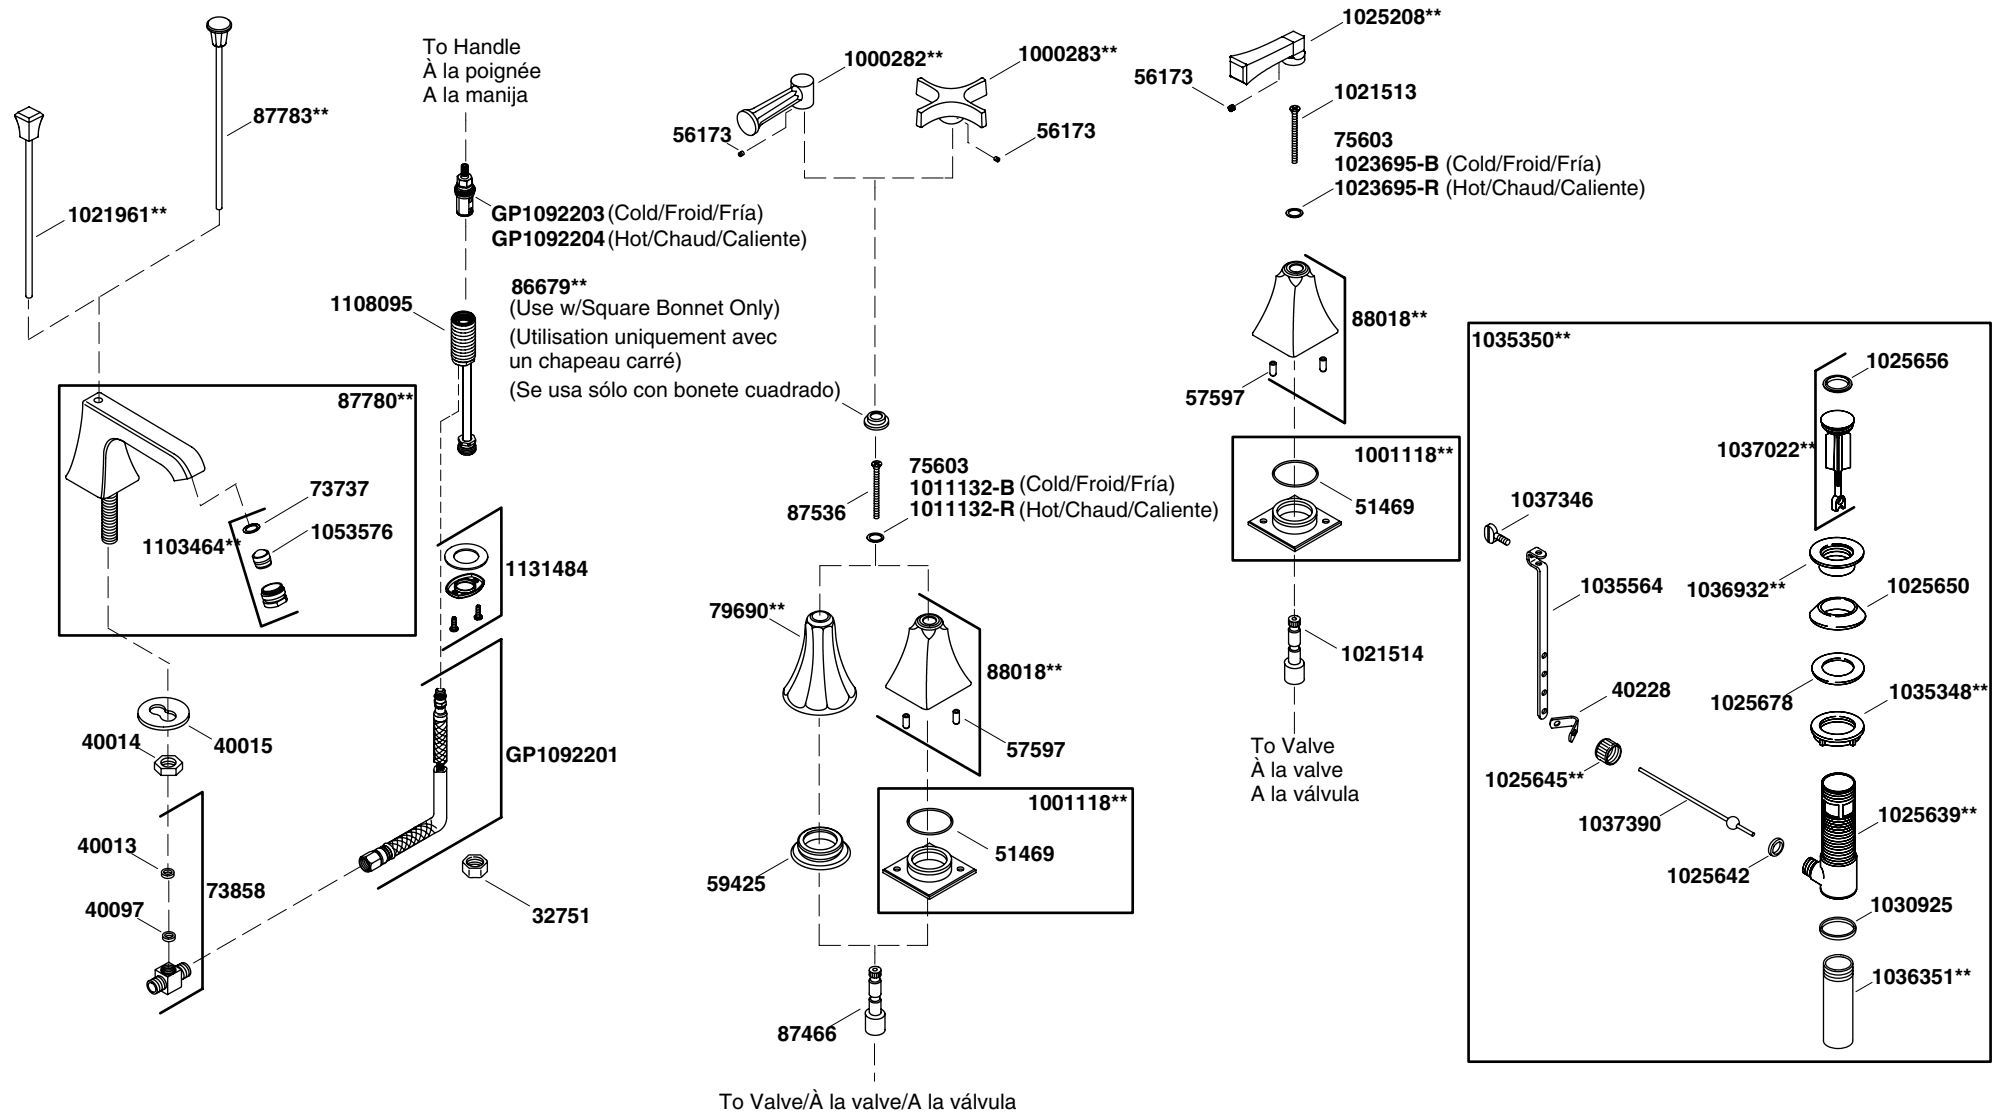 87783**
1021961**
To Handle
À la poignée
A la manija
GP1092203 (Cold/Froid/Fría)
GP1092204 (Hot/Chaud/Caliente)
1108095
86679**
(Use w/Square Bonnet Only)
(Utilisation uniquement avec
un chapeau carré)
(Se usa sólo con bonete cuadrado)
87780**
73737
1053576
1103464**
1131484
40014
40015
GP1092201
40013
40097
73858
32751
1000282**
1000283**
56173
56173
87536
75603
1011132-B (Cold/Froid/Fría)
1011132-R (Hot/Chaud/Caliente)
79690**
88018**
57597
1001118**
51469
59425
87466
To Valve/À la valve/A la válvula
1025208**
56173
1021513
75603
1023695-B (Cold/Froid/Fría)
1023695-R (Hot/Chaud/Caliente)
88018**
57597
1001118**
51469
1021514
To Valve
À la valve
A la válvula
1035350**
1025656
1037022**
1037346
1035564
1036932**
1025650
40228
1025678
1035348**
1025645**
1037390
1025639**
1025642
1030925
1036351**